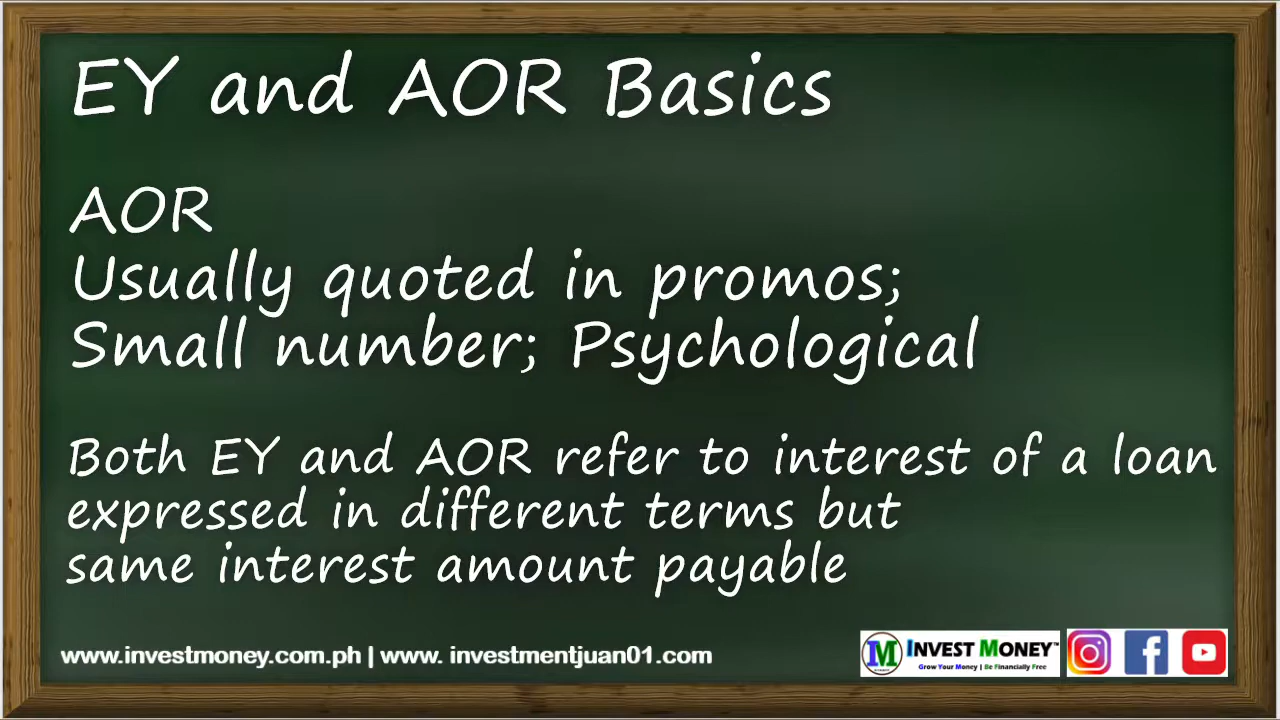 EY and AOR Basics
AOR
Usually quoted in promos;
Small number; Psychological
Both EY and AOR refer to interest of a loan
expressed in different terms but
same interest amount payable
www.investmoney.com.ph | www. investmentjuan01.com
INVEST MONEY™
Grow Your Money | Be Financially Free